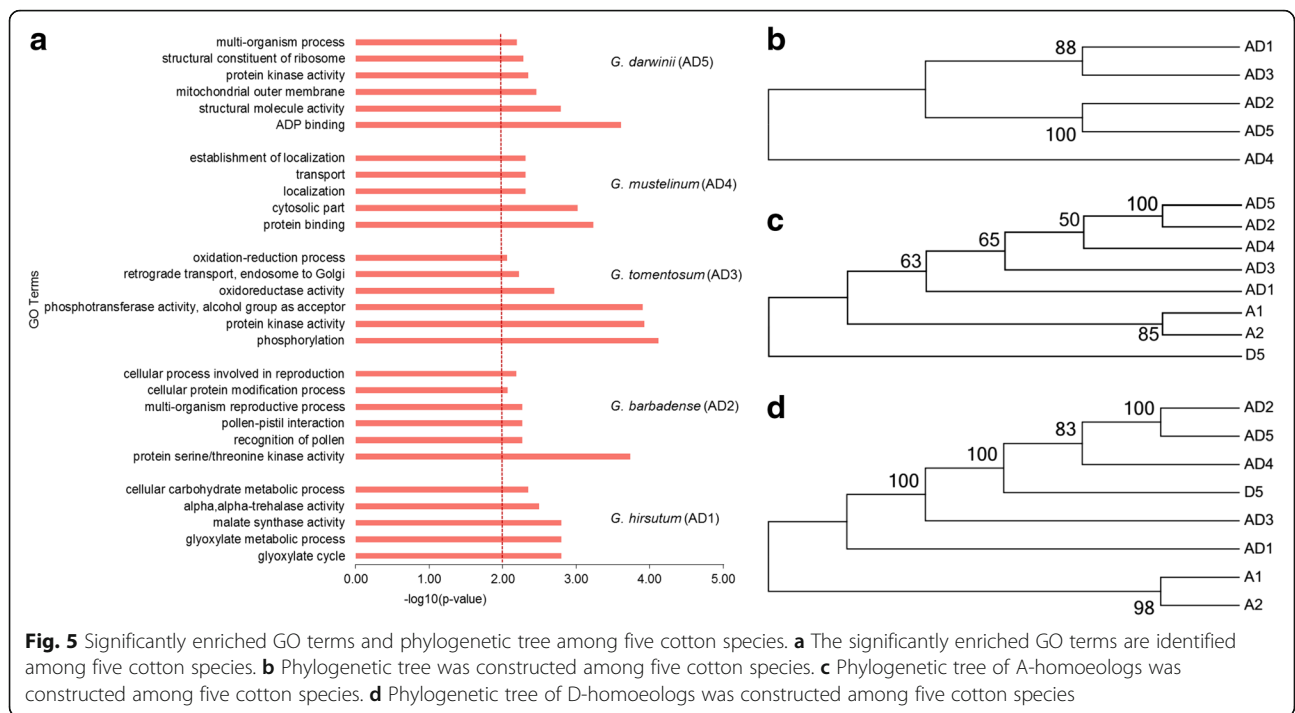 a
multi-organism process
structural constituent of ribosome
protein kinase activity
mitochondrial outer membrane
structural molecule activity
ADP binding
G. darwinii (AD5)
establishment of localization
transport
localization
cytosolic part
protein binding
G. mustelinum (AD4)
oxidation-reduction process
retrograde transport, endosome to Golgi
oxidoreductase activity
phosphotransferase activity, alcohol group as acceptor
protein kinase activity
phosphorylation
G. tomentosum (AD3)
cellular process involved in reproduction
cellular protein modification process
multi-organism reproductive process
pollen-pistil interaction
recognition of pollen
protein serine/threonine kinase activity
G. barbadense (AD2)
cellular carbohydrate metabolic process
alpha,alpha-trehalase activity
malate synthase activity
glyoxylate metabolic process
glyoxylate cycle
G. hirsutum (AD1)
GO Terms
0.00 1.00 2.00 3.00 4.00 5.00
-log10(p-value)
b
88
100
AD1
AD3
AD2
AD5
AD4
c
100
50
65
63
85
AD5
AD2
AD4
AD3
AD1
A1
A2
D5
d
100
83
100
100
98
AD2
AD5
AD4
D5
AD3
AD1
A1
A2
Fig. 5 Significantly enriched GO terms and phylogenetic tree among five cotton species. a The significantly enriched GO terms are identified
among five cotton species. b Phylogenetic tree was constructed among five cotton species. c Phylogenetic tree of A-homoeologs was
constructed among five cotton species. d Phylogenetic tree of D-homoeologs was constructed among five cotton species